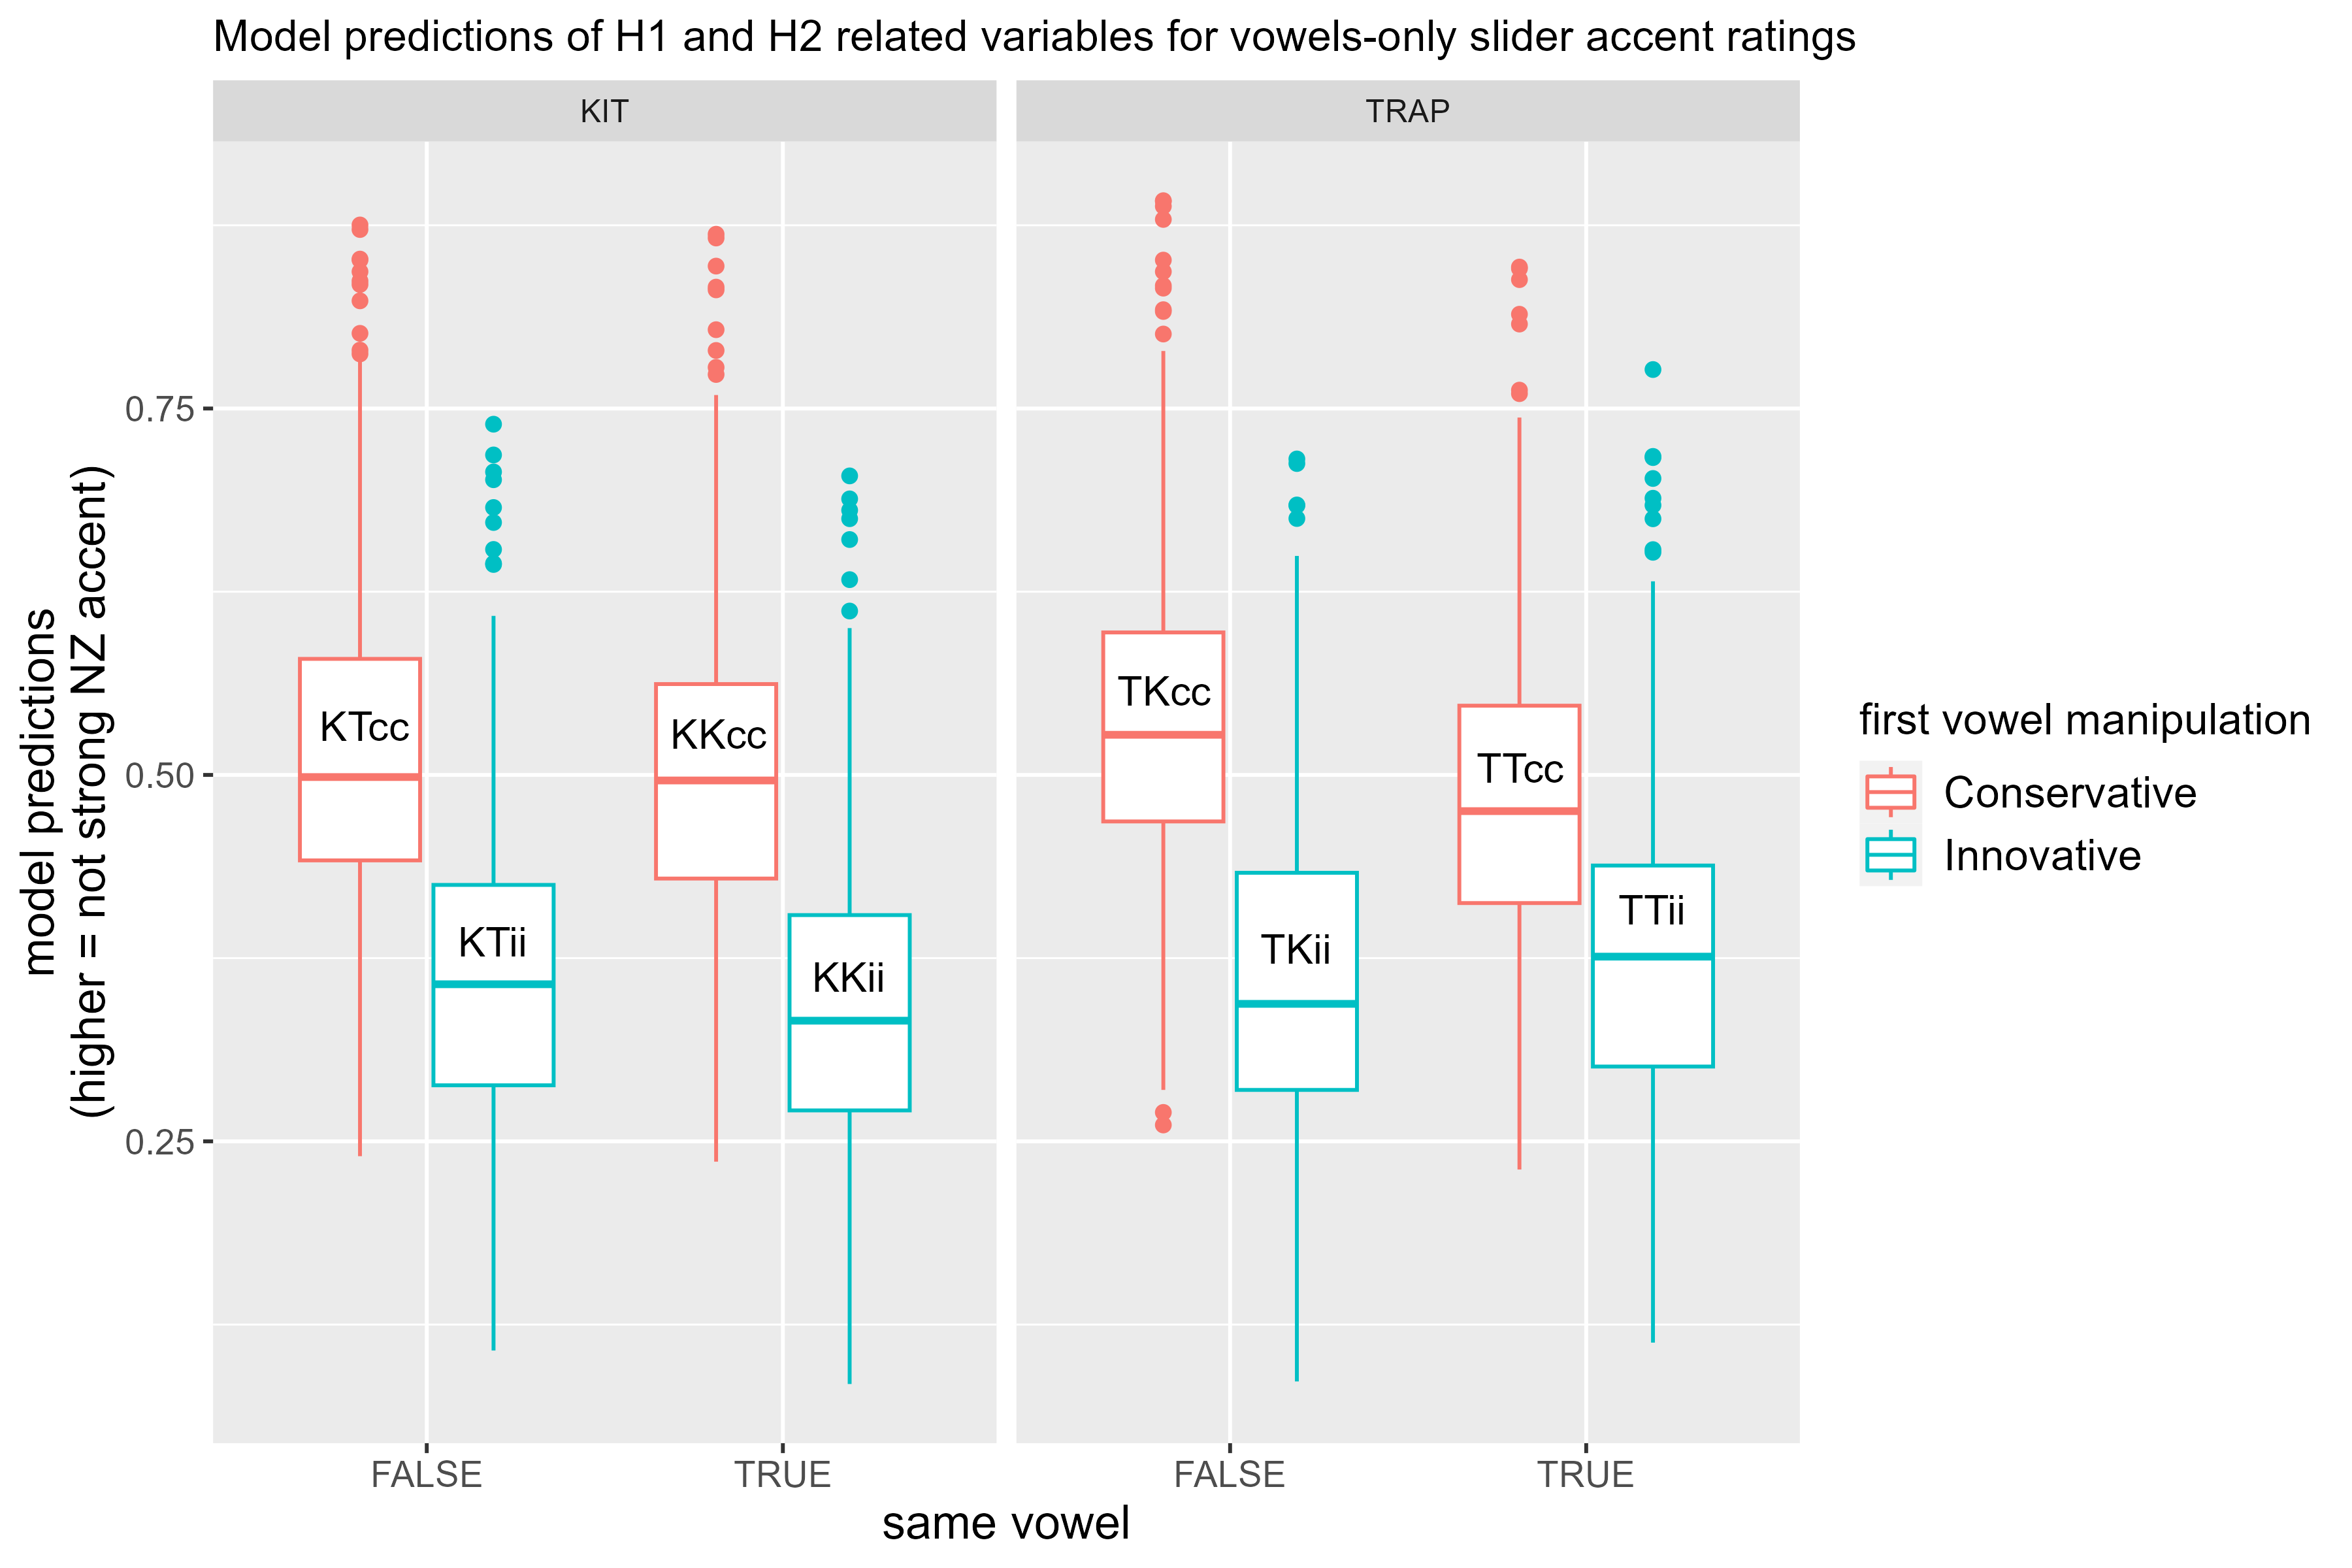 Model predictions of H1 and H2 related variables for vowels-only slider accent ratings
KIT
TRAP
model predictions
(higher = not strong NZ accent)
0.75
0.50
0.25
KTcc
KTii
KKcc
KKii
TKcc
TKii
TTcc
TTii
FALSE
TRUE
FALSE
TRUE
same vowel
first vowel manipulation
Conservative
Innovative